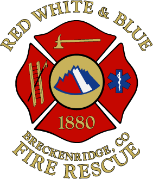 RED WHITE & BLUE
1880
BRECKENRIDGE, CO
FIRE RESCUE